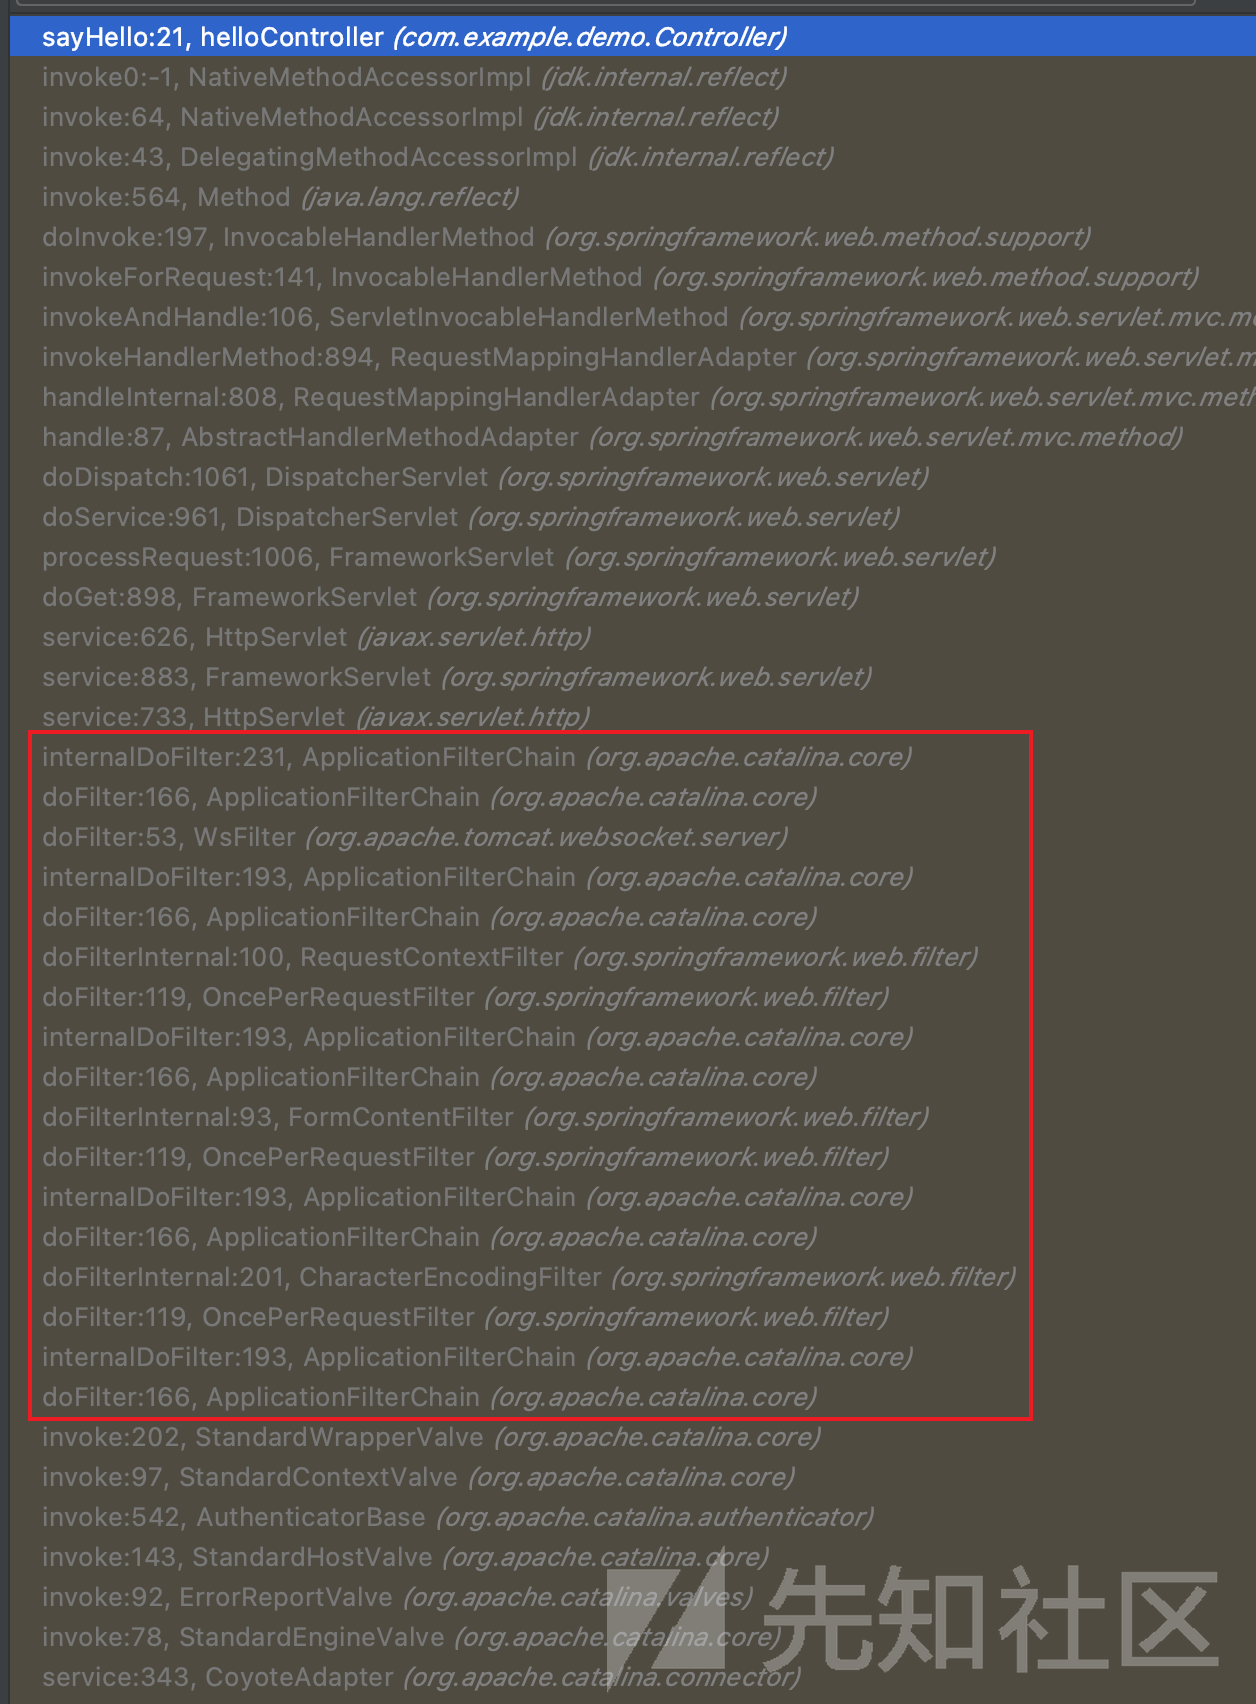 sayHello:21, helloController (com.example.demo.Controller)
invoke0:-1, NativeMethodAccessorImpl (jdk.internal.reflect)
invoke:64, NativeMethodAccessorImpl (jdk.internal.reflect)
invoke:43, DelegatingMethodAccessorImpl (jdk.internal.reflect)
invoke:564, Method (java.lang.reflect)
doInvoke:197, InvocableHandlerMethod (org.springframework.web.method.support)
invokeForRequest:141, InvocableHandlerMethod (org.springframework.web.method.support)
invokeAndHandle:106, ServletInvocableHandlerMethod (org.springframework.web.servlet.mvc.me
invokeHandlerMethod:894, RequestMappingHandlerAdapter (org.springframework.web.servlet.m
handleInternal:808, RequestMappingHandlerAdapter (org.springframework.web.servlet.mvc.meth
handle:87, AbstractHandlerMethodAdapter (org.springframework.web.servlet.mvc.method)
doDispatch:1061, DispatcherServlet (org.springframework.web.servlet)
doService:961, DispatcherServlet (org.springframework.web.servlet)
processRequest:1006, FrameworkServlet (org.springframework.web.servlet)
doGet:898, FrameworkServlet (org.springframework.web.servlet)
service:626, HttpServlet (javax.servlet.http)
service:883, FrameworkServlet (org.springframework.web.servlet)
service:733, HttpServlet (javax.servlet.http)
internalDoFilter:231, ApplicationFilterChain (org.apache.catalina.core)
doFilter:166, ApplicationFilterChain (org.apache.catalina.core)
doFilter:53, WsFilter (org.apache.tomcat.websocket.server)
internalDoFilter:193, ApplicationFilterChain (org.apache.catalina.core)
doFilter:166, ApplicationFilterChain (org.apache.catalina.core)
doFilterInternal:100, RequestContextFilter (org.springframework.web.filter)
doFilter:119, OncePerRequestFilter (org.springframework.web.filter)
internalDoFilter:193, ApplicationFilterChain (org.apache.catalina.core)
doFilter:166, ApplicationFilterChain (org.apache.catalina.core)
doFilterInternal:93, FormContentFilter (org.springframework.web.filter)
doFilter:119, OncePerRequestFilter (org.springframework.web.filter)
internalDoFilter:193, ApplicationFilterChain (org.apache.catalina.core)
doFilter:166, ApplicationFilterChain (org.apache.catalina.core)
doFilterInternal:201, CharacterEncodingFilter (org.springframework.web.filter)
doFilter:119, OncePerRequestFilter (org.springframework.web.filter)
internalDoFilter:193, ApplicationFilterChain (org.apache.catalina.core)
doFilter:166, ApplicationFilterChain (org.apache.catalina.core)
invoke:202, StandardWrapperValve (org.apache.catalina.core)
invoke:97, StandardContextValve (org.apache.catalina.core)
invoke:542, AuthenticatorBase (org.apache.catalina.authenticator)
invoke:143, StandardHostValve (org.apache.catalina.core)
invoke:92, ErrorReportValve (org.apache.catalina.valves)
invoke:78, StandardEngineValve (org.apache.catalina.core)
service:343, CoyoteAdapter (org.apache.catalina.connector)
先知社区